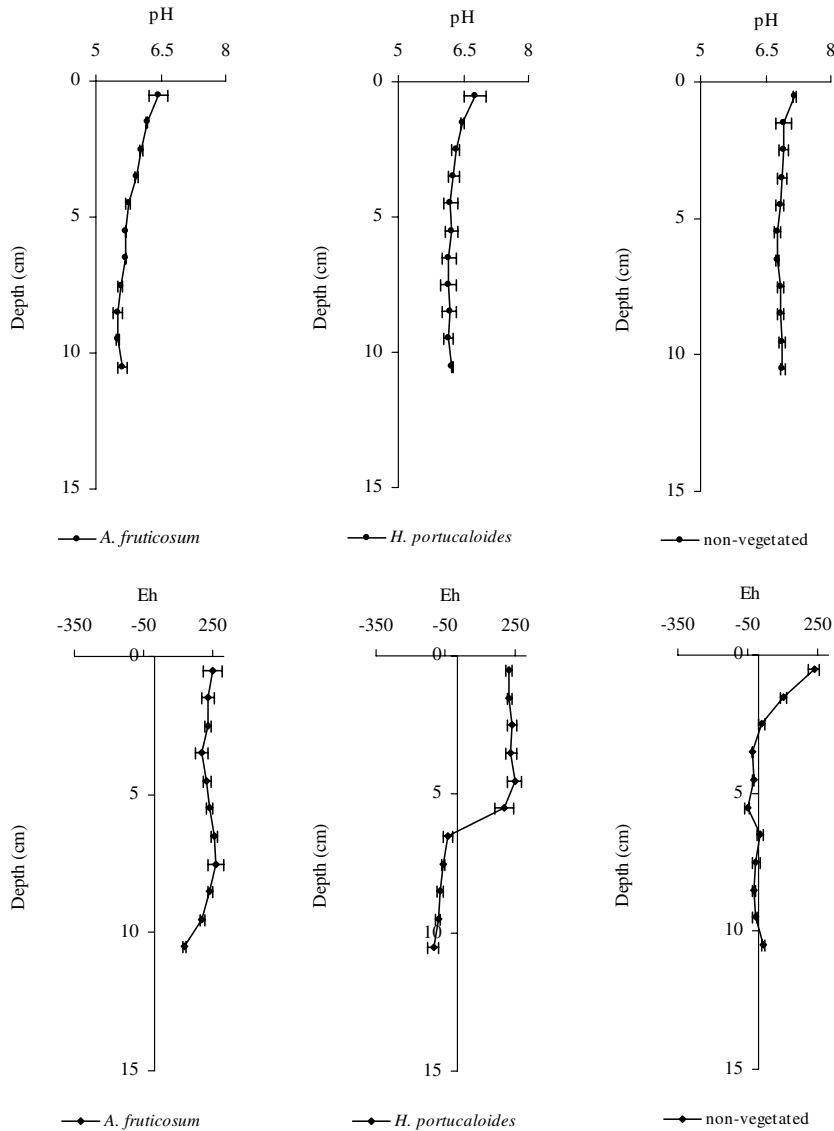 pH pH pH
5 6.5 8 5 6.5 8 5 6.5 8
0 0 0
5 5 5
10 10 10
15 15 15
Depth (cm) Depth (cm) Depth (cm)
A. fruticosum H. portucaloides non-vegetated
Eh Eh Eh
-350 -50 250 -350 -50 250 -350 -50 250
0 0 0
5 5 5
10 10 10
15 15 15
Depth (cm) Depth (cm) Depth (cm)
A. fruticosum H. portucaloides non-vegetated